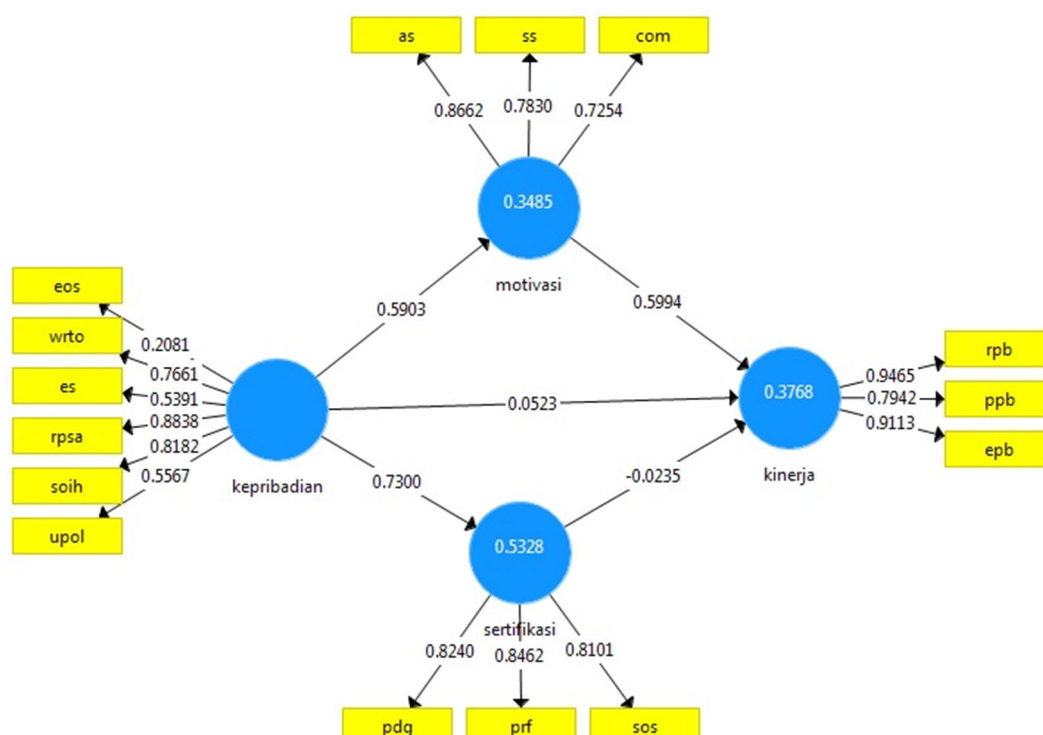 as
ss
com
0.8662
0.7830
0.7254
0.3485
motivasi
eos
wrto
es
rpsa
soih
upol
0.2081
0.7661
0.5391
0.8838
0.8182
0.5567
0.5903
0.5994
kepribadian
0.0523
0.7300
-0.0235
0.3768
kinerja
0.9465
0.7942
0.9113
rpb
ppb
epb
0.5328
sertifikasi
0.8240
0.8462
0.8101
pdg
prf
sos